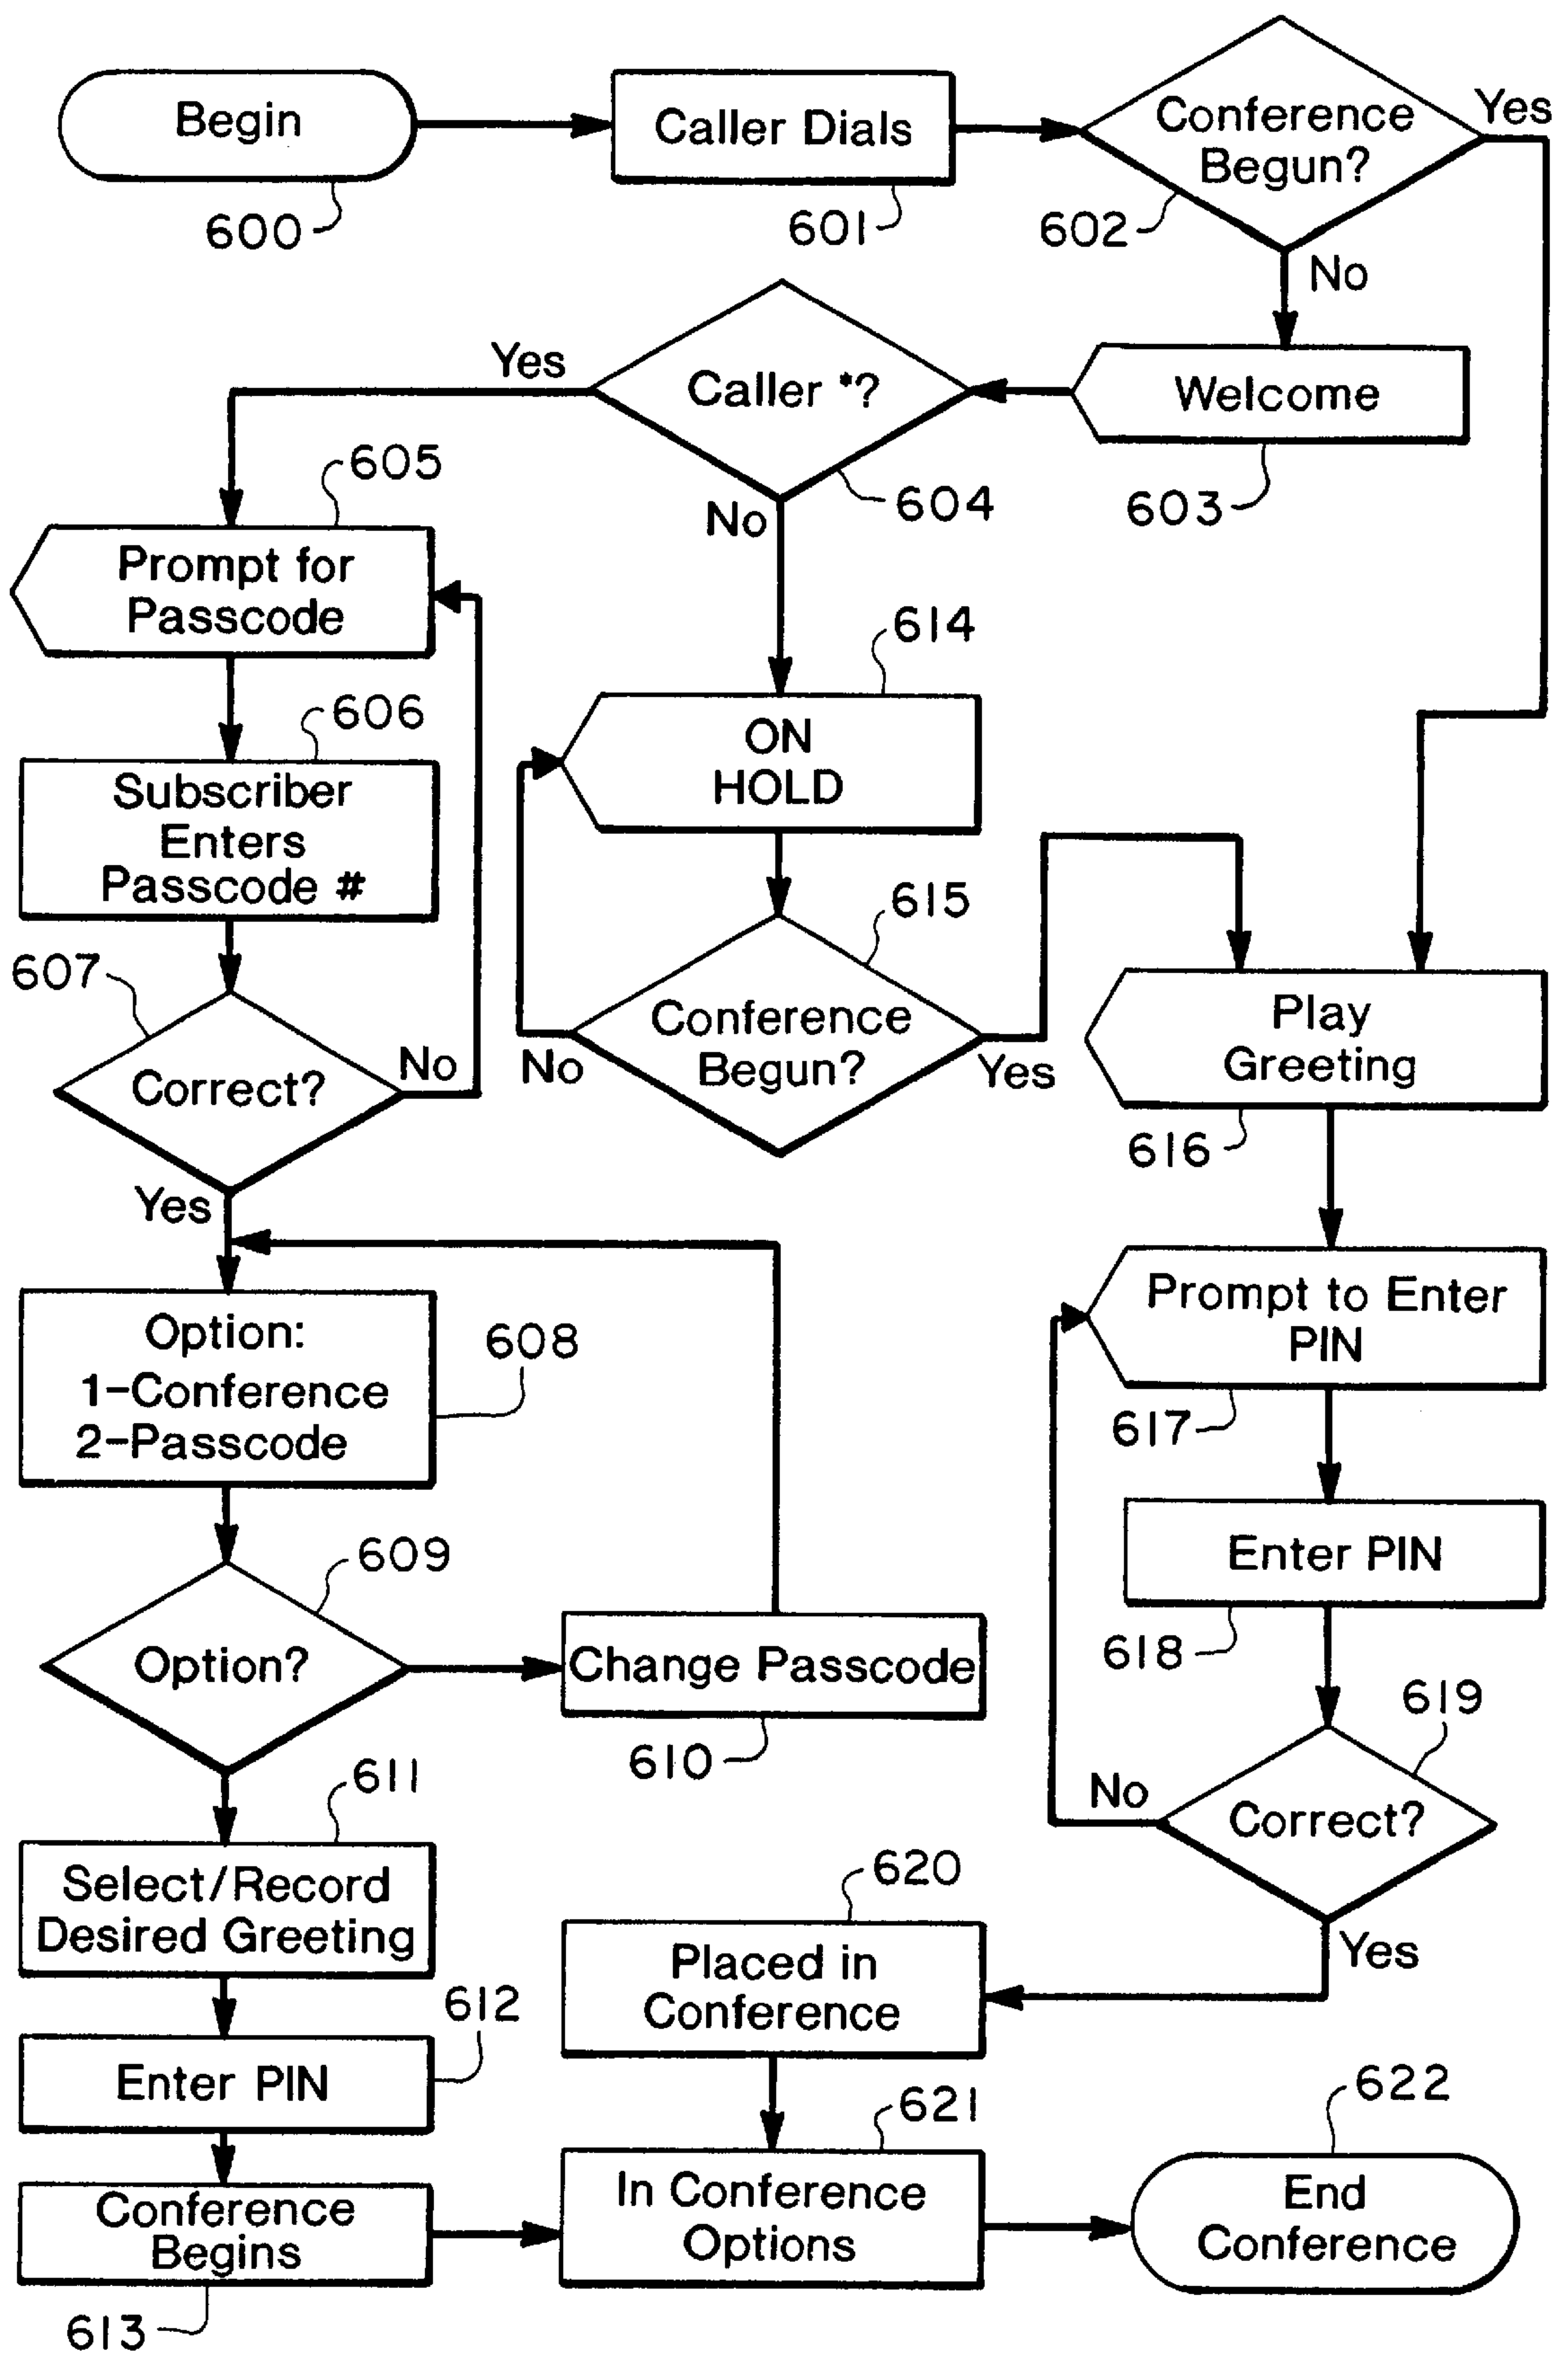 Begin
600
Caller Dials
601
Conference
Begun?
602
Yes
No
Welcome
603
Caller *?
604
Yes
No
605
Prompt for
Passcode
606
Subscriber
Enters
Passcode #
607
Correct?
No
Yes
614
ON
HOLD
615
Conference
Begun?
No
Yes
Play
Greeting
616
Prompt to Enter
PIN
617
Enter PIN
618
619
Correct?
No
Yes
Option:
1-Conference
2-Passcode
608
609
Option?
Change Passcode
610
611
Select/Record
Desired Greeting
612
Enter PIN
Conference
Begins
613
620
Placed in
Conference
621
In Conference
Options
622
End
Conference